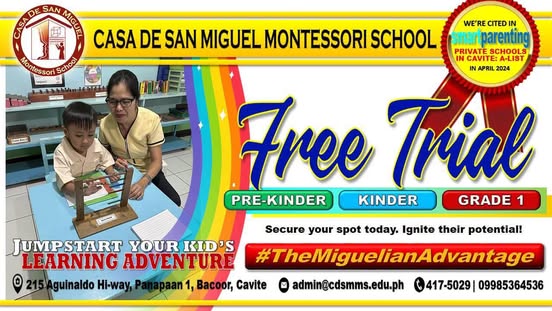 CASA DE SAN MIGUEL
Montessori School
CASA DE SAN MIGUEL MONTESSORI SCHOOL
WE'RE CITED IN
smartparenting
PRIVATE SCHOOLS
IN CAVITE: A-LIST
IN APRIL 2024
Free Trial
PRE-KINDER
KINDER
GRADE 1
Secure your spot today. Ignite their potential!
JUMPSTART YOUR KID'S
LEARNING ADVENTURE
#TheMiguelianAdvantage
215 Aguinaldo Hi-way, Panapaan 1, Bacoor, Cavite
admin@cdsmms.edu.ph
417-5029 | 09985364536